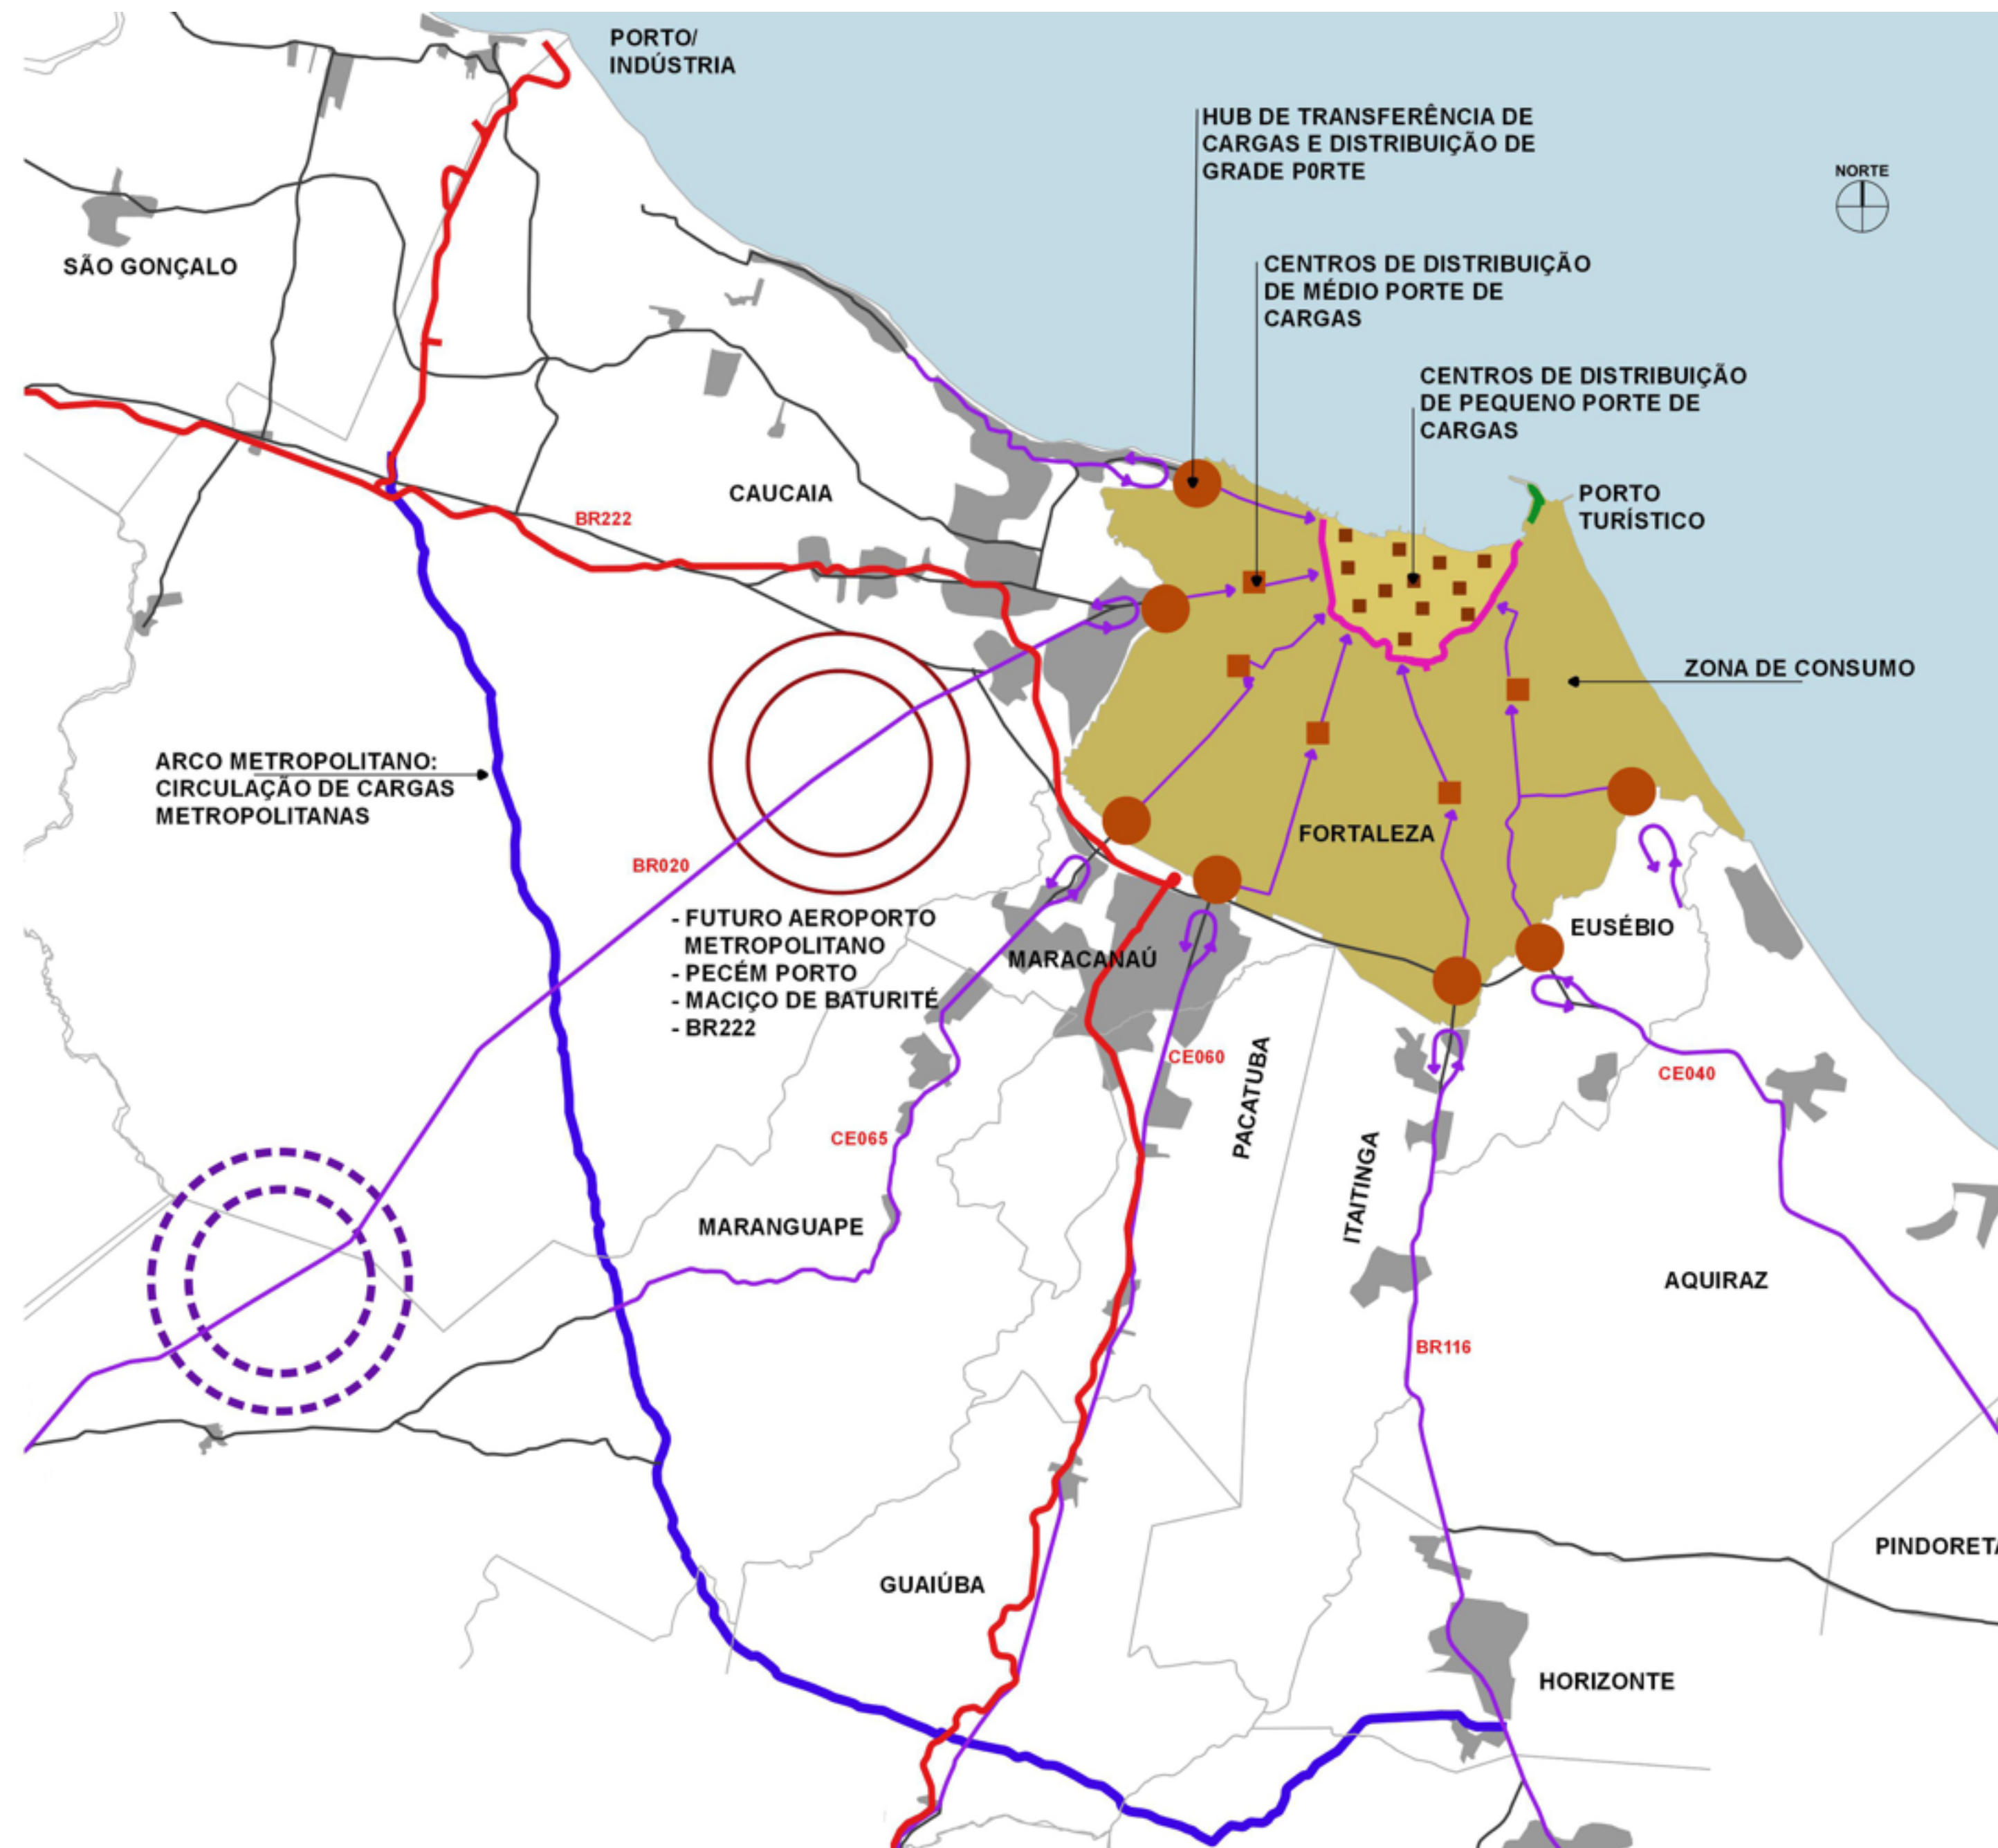 PORTO/
INDÚSTRIA
HUB DE TRANSFERÊNCIA DE
CARGAS E DISTRIBUIÇÃO DE
GRADE P0RTE
NORTE
CENTROS DE DISTRIBUIÇÃO
DE MÉDIO PORTE DE
CARGAS
SÃO GONÇALO
CENTROS DE DISTRIBUIÇÃO
DE PEQUENO PORTE DE
CARGAS
CAUCAIA
PORTO
TURÍSTICO
BR222
ZONA DE CONSUMO
ARCO METROPOLITANO:
CIRCULAÇÃO DE CARGAS
METROPOLITANAS
FORTALEZA
BR020
- FUTURO AEROPORTO
METROPOLITANO
- PECÉM PORTO
- MACIÇO DE BATURITÉ
- BR222
EUSÉBIO
MARACANAÚ
CE060
CE040
PACATUBA
CE065
ITAITINGA
MARANGUAPE
AQUIRAZ
BR116
PINDORETA
GUAIÚBA
HORIZONTE